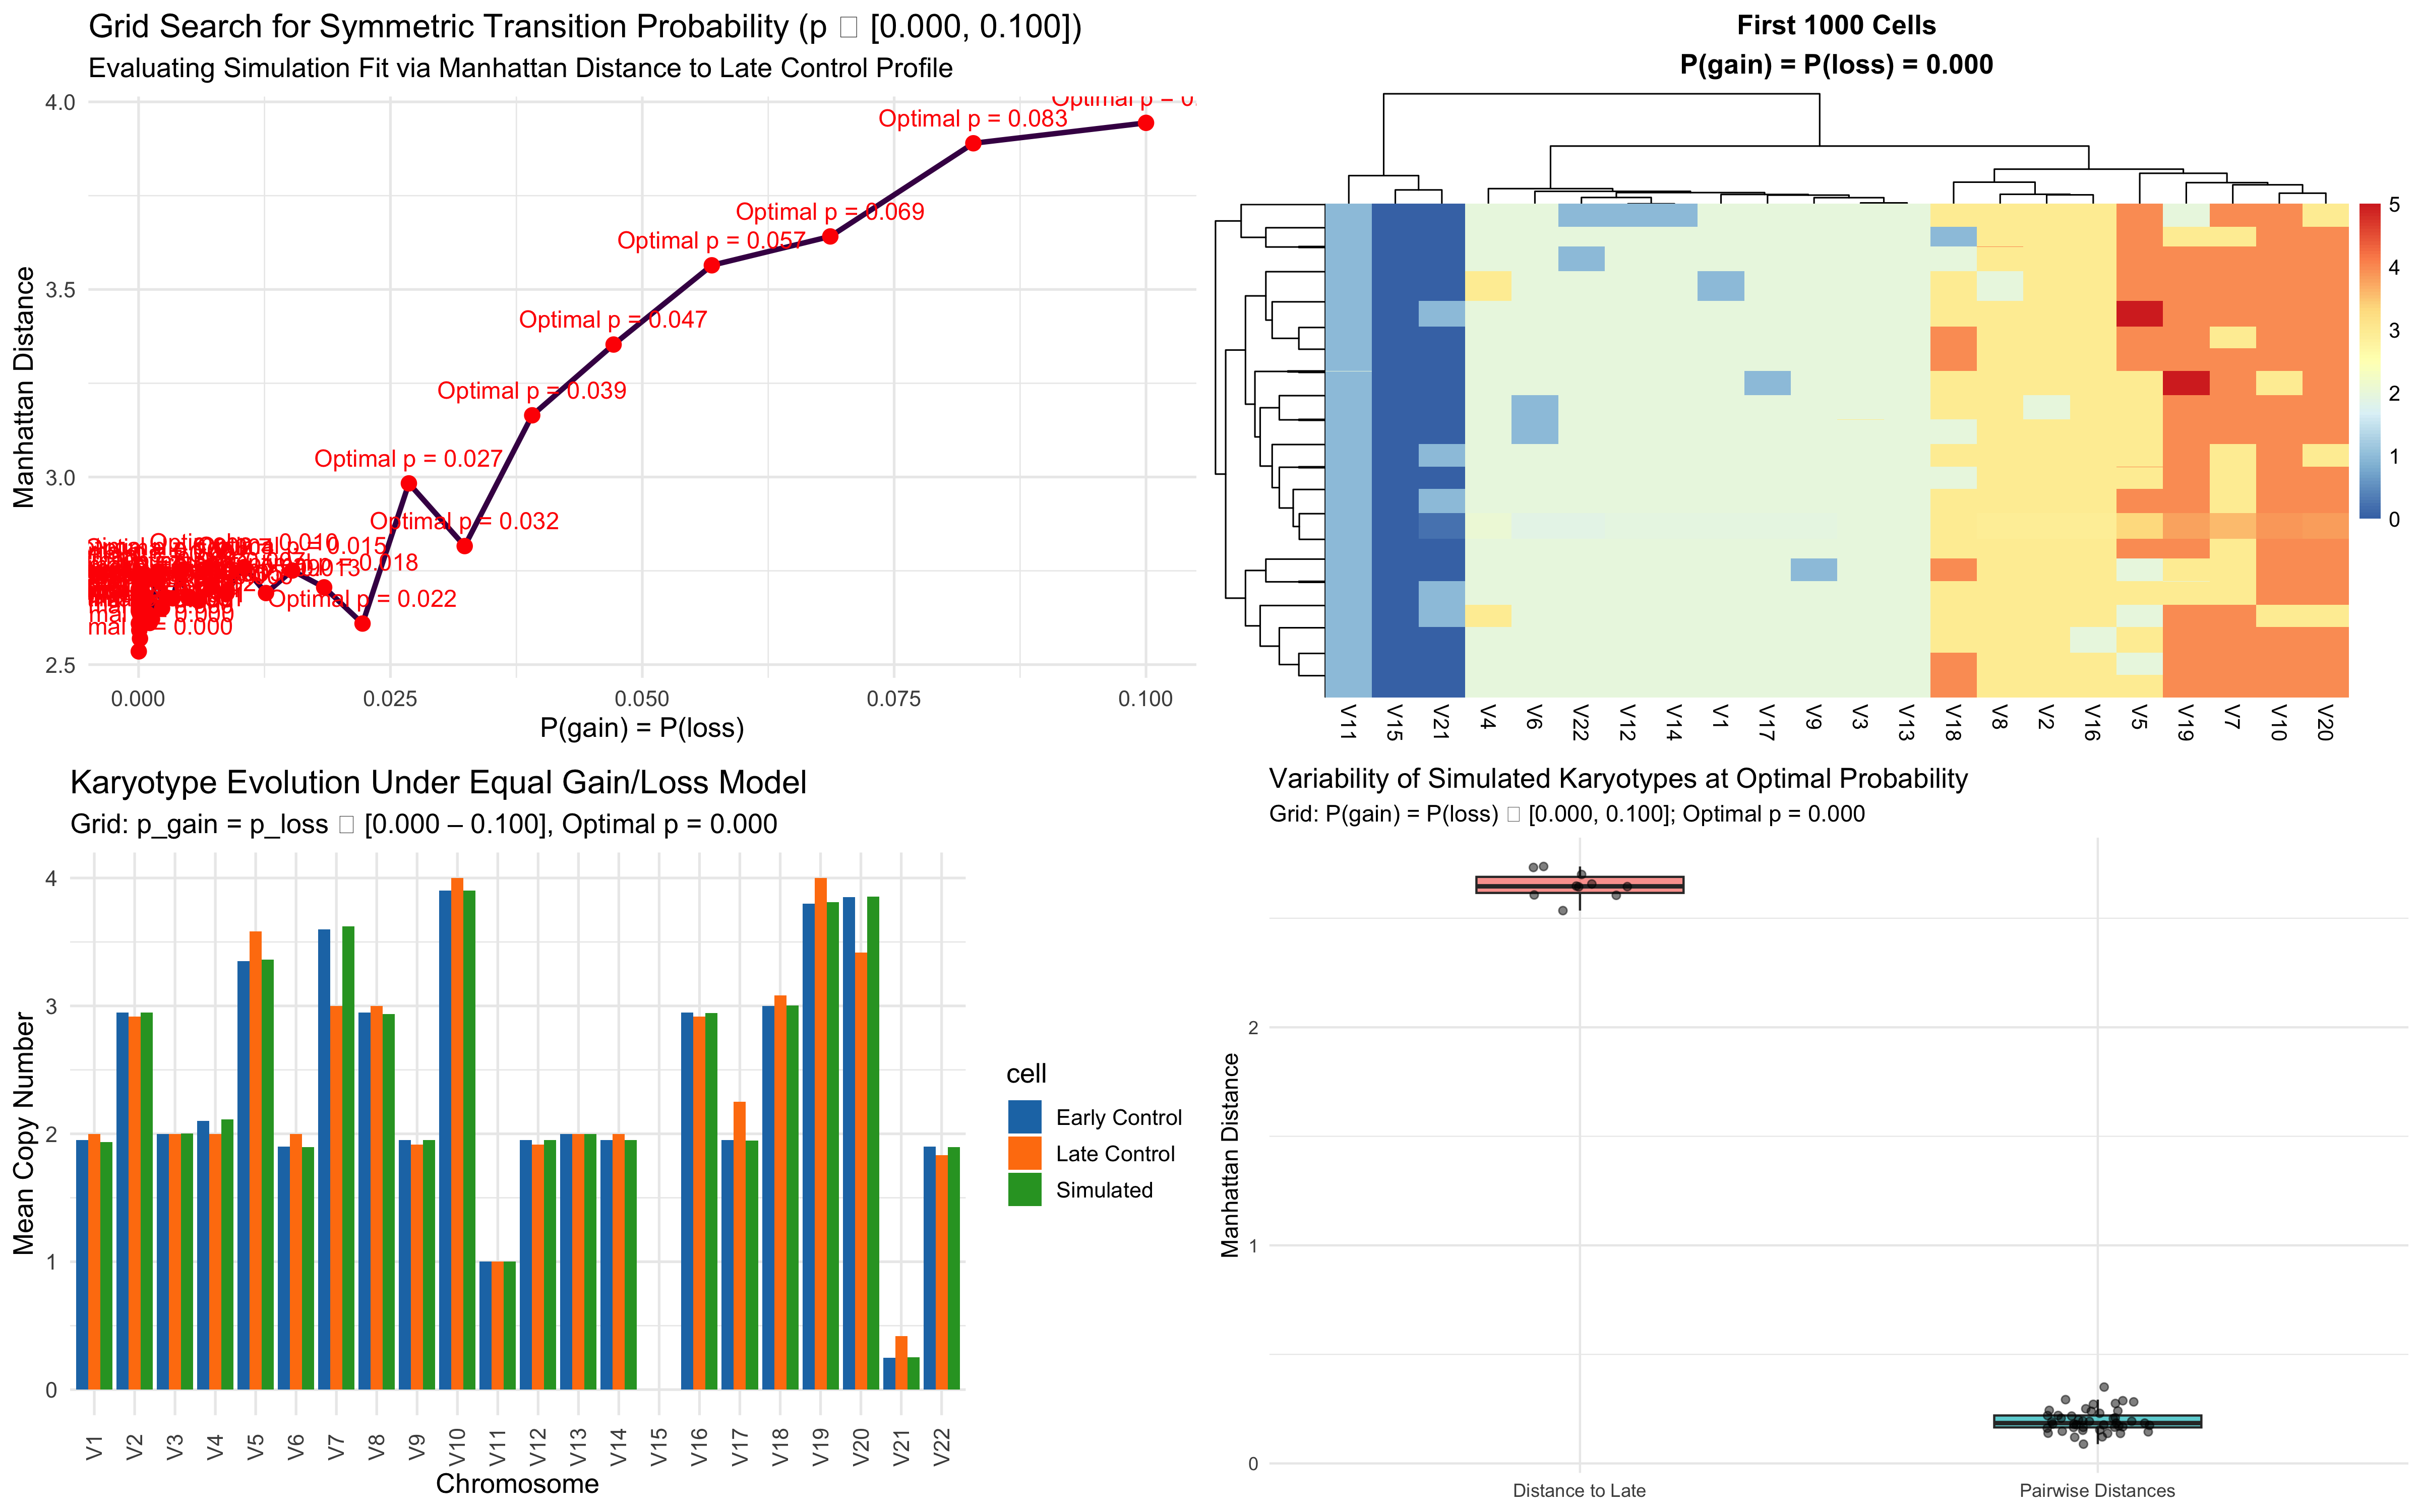 Grid Search for Symmetric Transition Probability (p □ [0.000, 0.100])
Evaluating Simulation Fit via Manhattan Distance to Late Control Profile
Manhattan Distance
4.0
3.5
3.0
2.5
Optimal p = 0.
Optimal p = 0.083
Optimal p = 0.069
Optimal p = 0.057
Optimal p = 0.047
Optimal p = 0.039
Optimal p = 0.027
Optimal p = 0.032
Optimal p = 0.022
mal p = 0.000
0.000 0.025 0.050 0.075 0.100
P(gain) = P(loss)
First 1000 Cells
P(gain) = P(loss) = 0.000
5
4
3
2
1
0
V11 V15 V21 V4 V6 V22 V12 V14 V1 V17 V9 V3 V13 V18 V8 V2 V16 V5 V19 V7 V10 V20
Karyotype Evolution Under Equal Gain/Loss Model
Grid: p_gain = p_loss □ [0.000 – 0.100], Optimal p = 0.000
Mean Copy Number
4
3
2
1
0
V1 V2 V3 V4 V5 V6 V7 V8 V9 V10 V11 V12 V13 V14 V15 V16 V17 V18 V19 V20 V21 V22
Chromosome
cell
Early Control
Late Control
Simulated
Variability of Simulated Karyotypes at Optimal Probability
Grid: P(gain) = P(loss) □ [0.000, 0.100]; Optimal p = 0.000
Manhattan Distance
2
1
0
Distance to Late Pairwise Distances